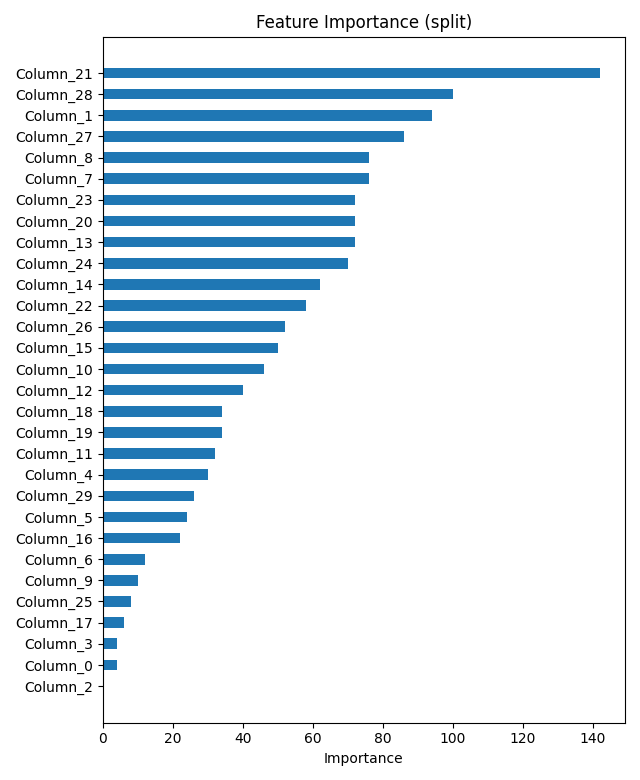 Feature Importance (split)
Column_21
Column_28
Column_1
Column_27
Column_8
Column_7
Column_23
Column_20
Column_13
Column_24
Column_14
Column_22
Column_26
Column_15
Column_10
Column_12
Column_18
Column_19
Column_11
Column_4
Column_29
Column_5
Column_16
Column_6
Column_9
Column_25
Column_17
Column_3
Column_0
Column_2
0 20 40 60 80 100 120 140
Importance